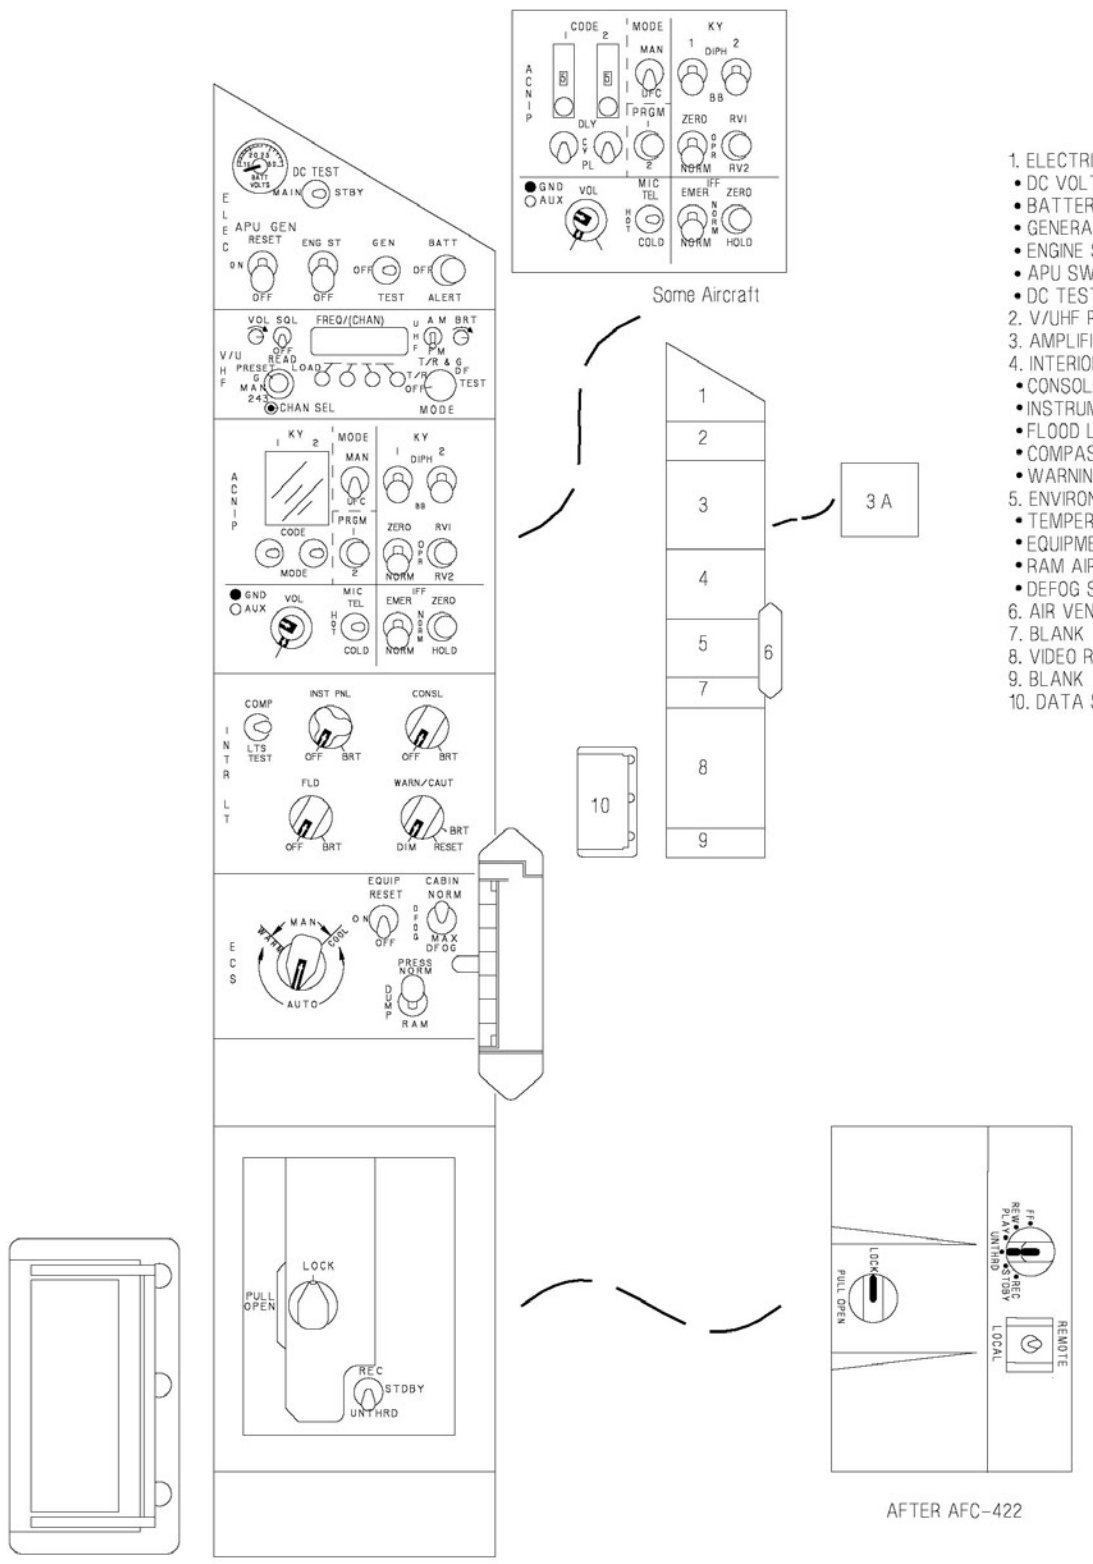 CODE
1 2
MODE
MAN
UFC
KY
1 DIPH 2
BB
ACNIP
5 5
DLY
CY
PL
PRGM
1
2
ZERO
NORM
OPR
RV1
RV2
GND
AUX
VOL
MIC
TEL
HOT
COLD
IFF
EMER
NORM
NORM
ZERO
HOLD
Some Aircraft
BATT
VOLTS
ELEC
DC TEST
MAIN STBY
APU GEN
RESET
ON
OFF
ENG ST
OFF
GEN
OFF
TEST
BATT
OFF
ALERT
V/U
HF
VOL SQL
OFF
FREQ/(CHAN)
UHF
AM
FM
BRT
READ
LOAD
PRESET
G
MAN
243
CHAN SEL
T/R & G
T/R DF
OFF TEST
MODE
ACNIP
KY
1 2
CODE
MODE
MODE
MAN
UFC
PRGM
1
2
KY
1 DIPH 2
BB
ZERO
NORM
OPR
RV1
RV2
GND
AUX
VOL
MIC
TEL
HOT
COLD
IFF
EMER
NORM
NORM
ZERO
HOLD
INTR LT
COMP
LTS
TEST
INST PNL
OFF BRT
CONSL
OFF BRT
FLD
OFF BRT
WARN/CAUT
BRT
DIM RESET
ECS
MAN
WARM COOL
AUTO
EQUIP
RESET
ON
OFF
CABIN
NORM
DFOG
MAX
DFOG
PRESS
NORM
DUMP
RAM
LOCK
PULL
OPEN
REC
STDBY
UNTHRD
1
2
3
3A
4
5
6
7
8
9
10
1. ELECTRI
• DC VOLT
• BATTER
• GENERA
• ENGINE S
• APU SW
• DC TEST
2. V/UHF R
3. AMPLIFI
4. INTERIO
• CONSOL
• INSTRUM
• FLOOD L
• COMPAS
• WARNIN
5. ENVIRON
• TEMPER
• EQUIPME
• RAM AIR
• DEFOG S
6. AIR VEN
7. BLANK
8. VIDEO R
9. BLANK
10. DATA S
FF
REW
PLAY
UNTHRD
STDBY
REC
LOCK
PULL OPEN
REMOTE
LOCAL
AFTER AFC-422